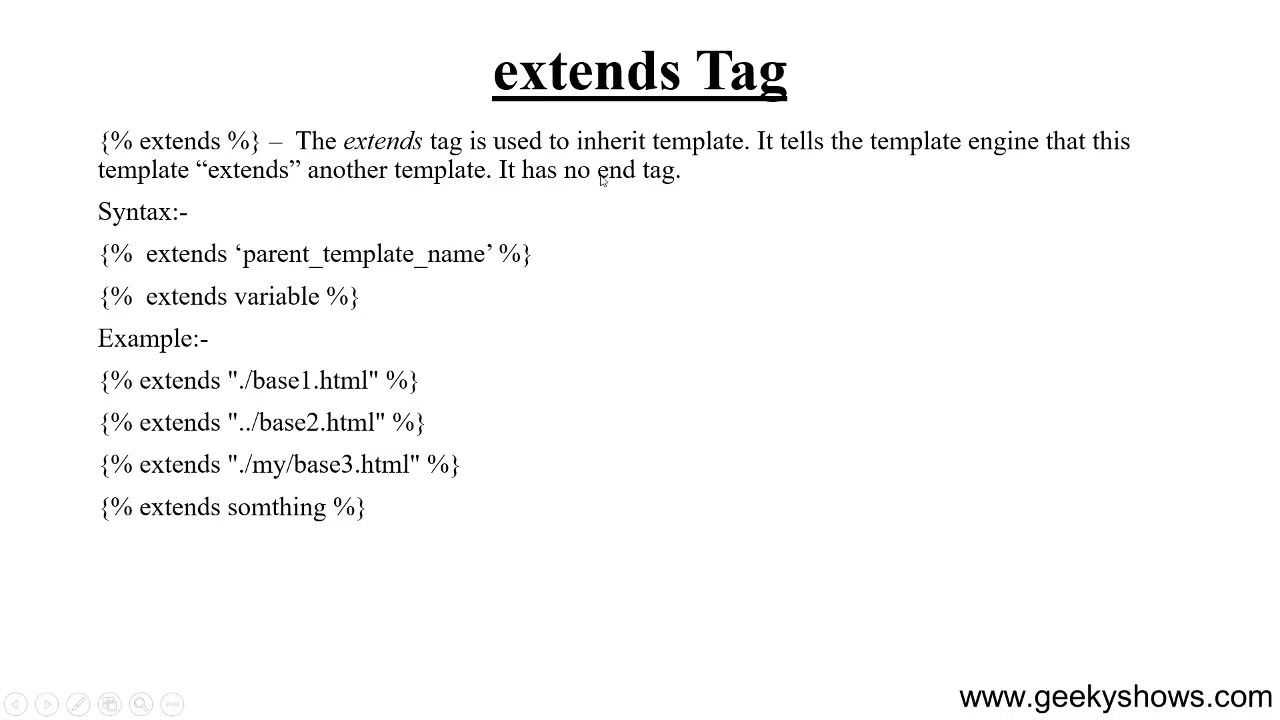 extends Tag
{% extends %} – The extends tag is used to inherit template. It tells the template engine that this
template “extends” another template. It has no end tag.
Syntax:-
{%  extends ‘parent_template_name’ %}
{%  extends variable %}
Example:-
{% extends "./base1.html" %}
{% extends "../base2.html" %}
{% extends "./my/base3.html" %}
{% extends somthing %}
www.geekyshows.com